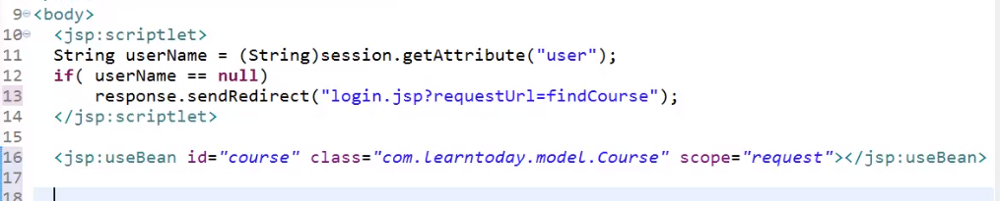 9 <body>
10 <jsp:scriptlet>
11 String userName = (String)session.getAttribute("user");
12 if( userName == null)
13 response.sendRedirect("login.jsp?requestUrl=findCourse");
14 </jsp:scriptlet>
15
16 <jsp:useBean id="course" class="com.learntoday.model.Course" scope="request"></jsp:useBean>
17
18